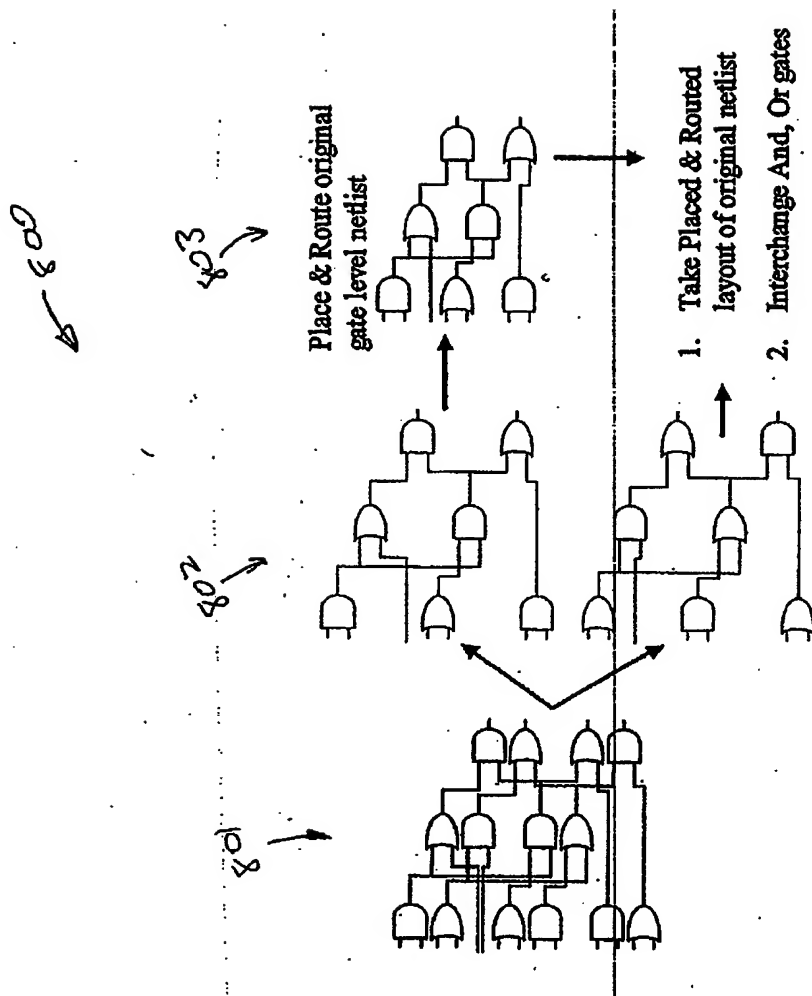 800
801
802
803
Place & Route original
gate level netlist
1. Take Placed & Routed
layout of original netlist
2. Interchange And, Or gates